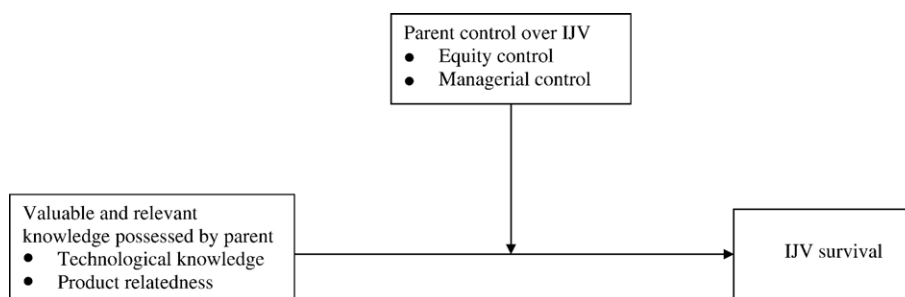 Parent control over IJV
● Equity control
● Managerial control
Valuable and relevant
knowledge possessed by parent
● Technological knowledge
● Product relatedness
IJV survival